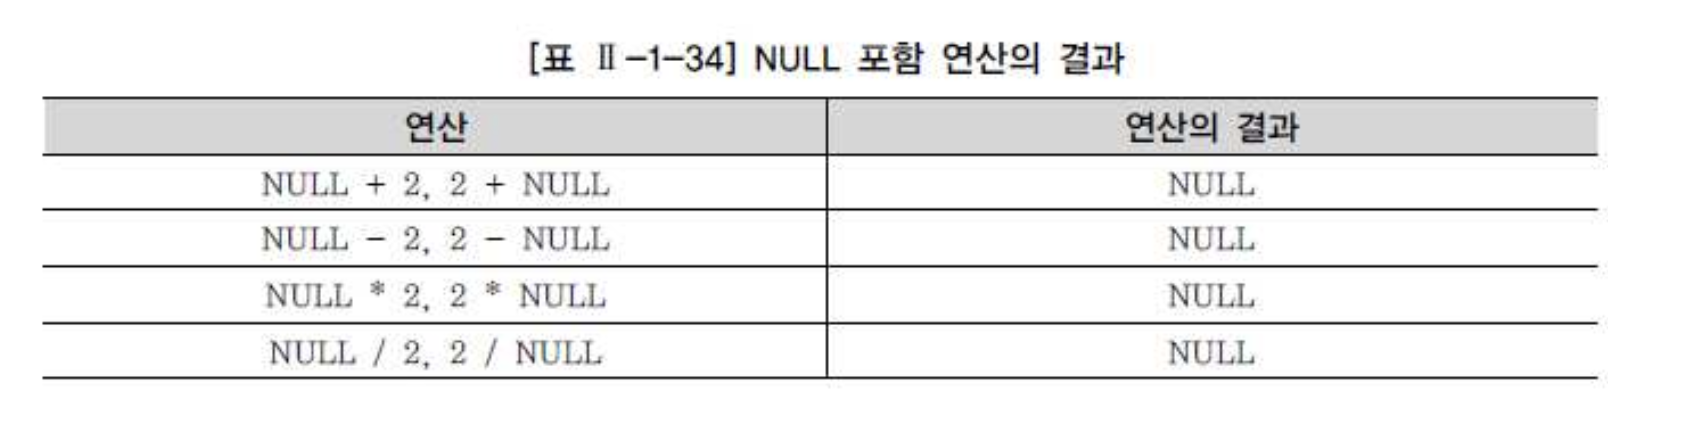 [표 Ⅱ-1-34] NULL 포함 연산의 결과
연산 연산의 결과
NULL + 2, 2 + NULL NULL
NULL - 2, 2 - NULL NULL
NULL * 2, 2 * NULL NULL
NULL / 2, 2 / NULL NULL